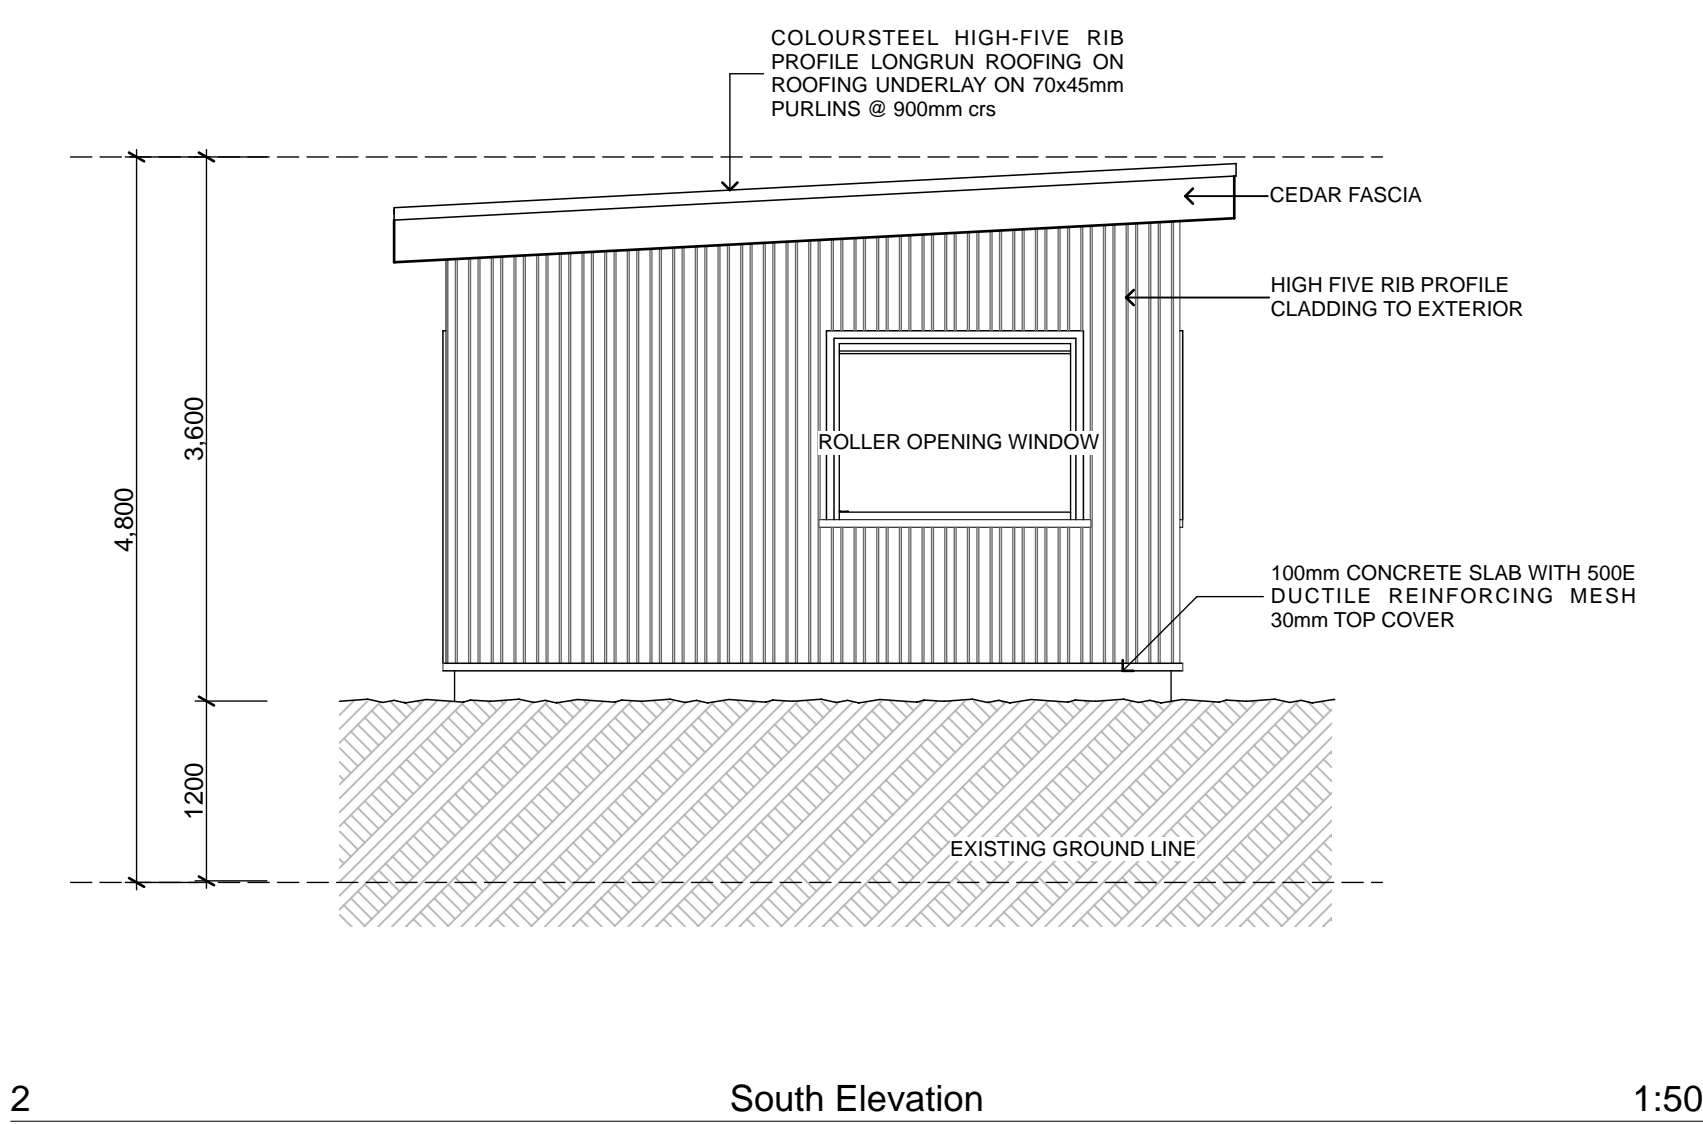 COLOURSTEEL HIGH-FIVE RIB
PROFILE LONGRUN ROOFING ON
ROOFING UNDERLAY ON 70x45mm
PURLINS @ 900mm crs
CEDAR FASCIA
HIGH FIVE RIB PROFILE
CLADDING TO EXTERIOR
3,600
ROLLER OPENING WINDOW
4,800
100mm CONCRETE SLAB WITH 500E
DUCTILE REINFORCING MESH
30mm TOP COVER
1200
EXISTING GROUND LINE
2
South Elevation
1:50